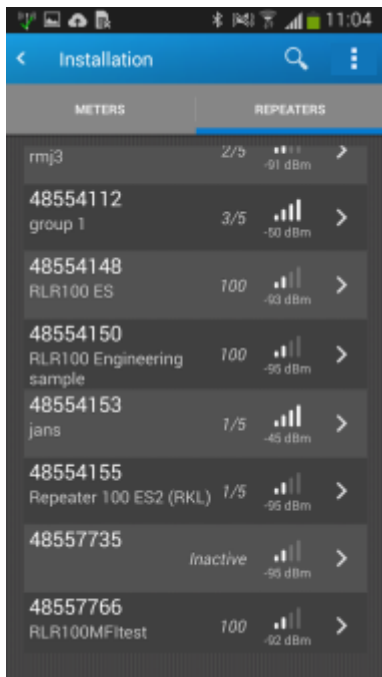 11:04
Installation
METERS REPEATERS
rmj3 2/5 -91 dBm
48554112
group 1 3/5 -50 dBm
48554148
RLR100 ES 100 -93 dBm
48554150
RLR100 Engineering
sample 100 -95 dBm
48554153
jans 1/5 -45 dBm
48554155
Repeater 100 ES2 (RKL) 1/5 -95 dBm
48557735
Inactive -95 dBm
48557766
RLR100MFItest 100 -92 dBm